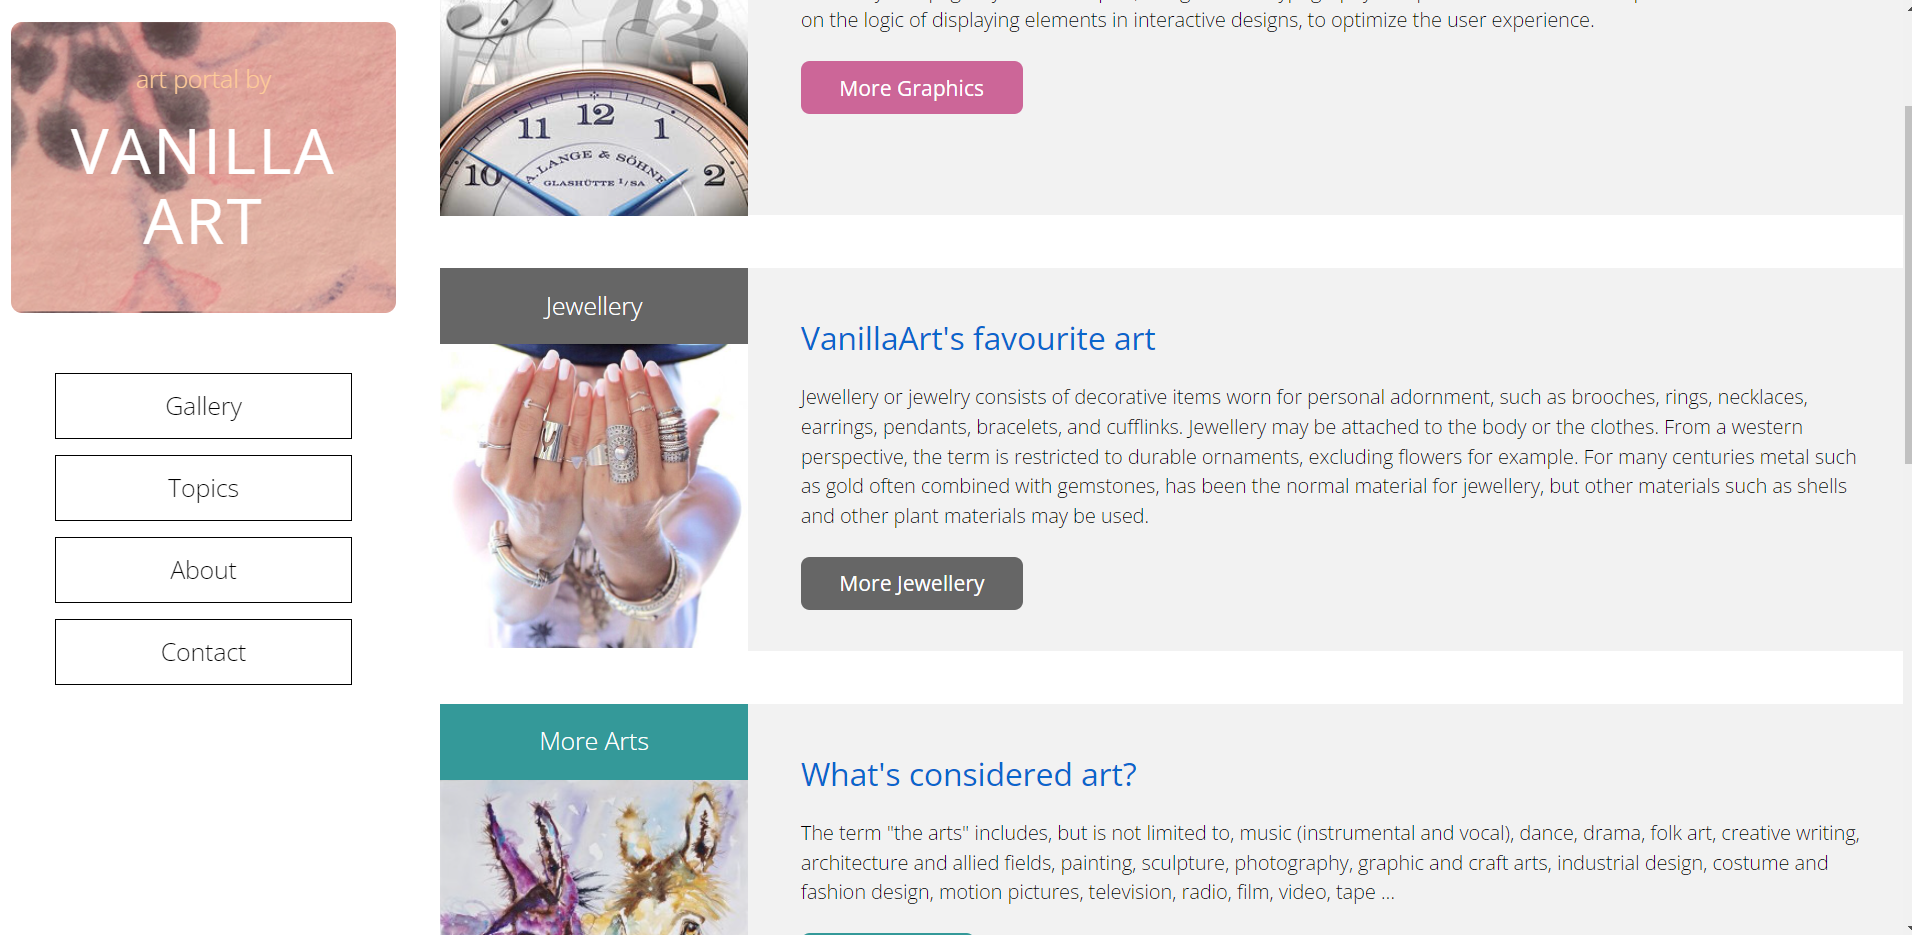 art portal by
VANILLA
ART
Gallery
Topics
About
Contact
on the logic of displaying elements in interactive designs, to optimize the user experience.
More Graphics
12
11
12
1
10
2
A. LANGE & SÖHNE
GLASHÜTTE I/SA
Jewellery
VanillaArt's favourite art
Jewellery or jewelry consists of decorative items worn for personal adornment, such as brooches, rings, necklaces,
earrings, pendants, bracelets, and cufflinks. Jewellery may be attached to the body or the clothes. From a western
perspective, the term is restricted to durable ornaments, excluding flowers for example. For many centuries metal such
as gold often combined with gemstones, has been the normal material for jewellery, but other materials such as shells
and other plant materials may be used.
More Jewellery
More Arts
What's considered art?
The term "the arts" includes, but is not limited to, music (instrumental and vocal), dance, drama, folk art, creative writing,
architecture and allied fields, painting, sculpture, photography, graphic and craft arts, industrial design, costume and
fashion design, motion pictures, television, radio, film, video, tape ...